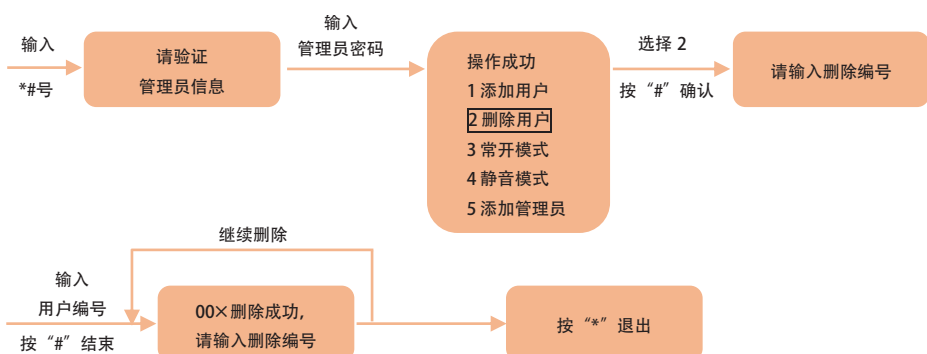 输入
*#号
请验证
管理员信息
输入
管理员密码
操作成功
1 添加用户
2 删除用户
3 常开模式
4 静音模式
5 添加管理员
选择 2
按“#”确认
请输入删除编号
继续删除
输入
用户编号
按“#”结束
00×删除成功,
请输入删除编号
按“*”退出